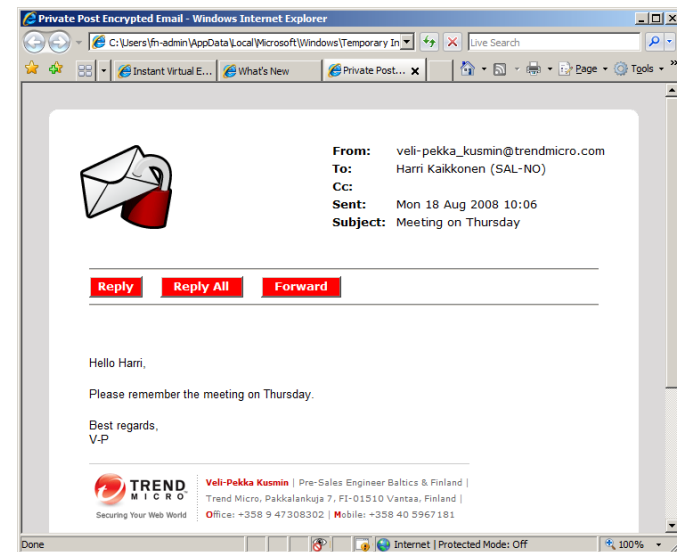 Private Post Encrypted Email - Windows Internet Explorer
C:\Users\fn-admin\AppData\Local\Microsoft\Windows\Temporary In
Live Search
Instant Virtual E...
What's New
Private Post...
Page
Tools
From: veli-pekka_kusmin@trendmicro.com
To: Harri Kaikkonen (SAL-NO)
Cc:
Sent: Mon 18 Aug 2008 10:06
Subject: Meeting on Thursday
Reply
Reply All
Forward
Hello Harri,
Please remember the meeting on Thursday.
Best regards,
V-P
TREND
MICRO
Securing Your Web World
Veli-Pekka Kusmin | Pre-Sales Engineer Baltics & Finland |
Trend Micro, Pakkalankuja 7, FI-01510 Vantaa, Finland |
Office: +358 9 47308302 | Mobile: +358 40 5967181
Done
Internet | Protected Mode: Off
100%